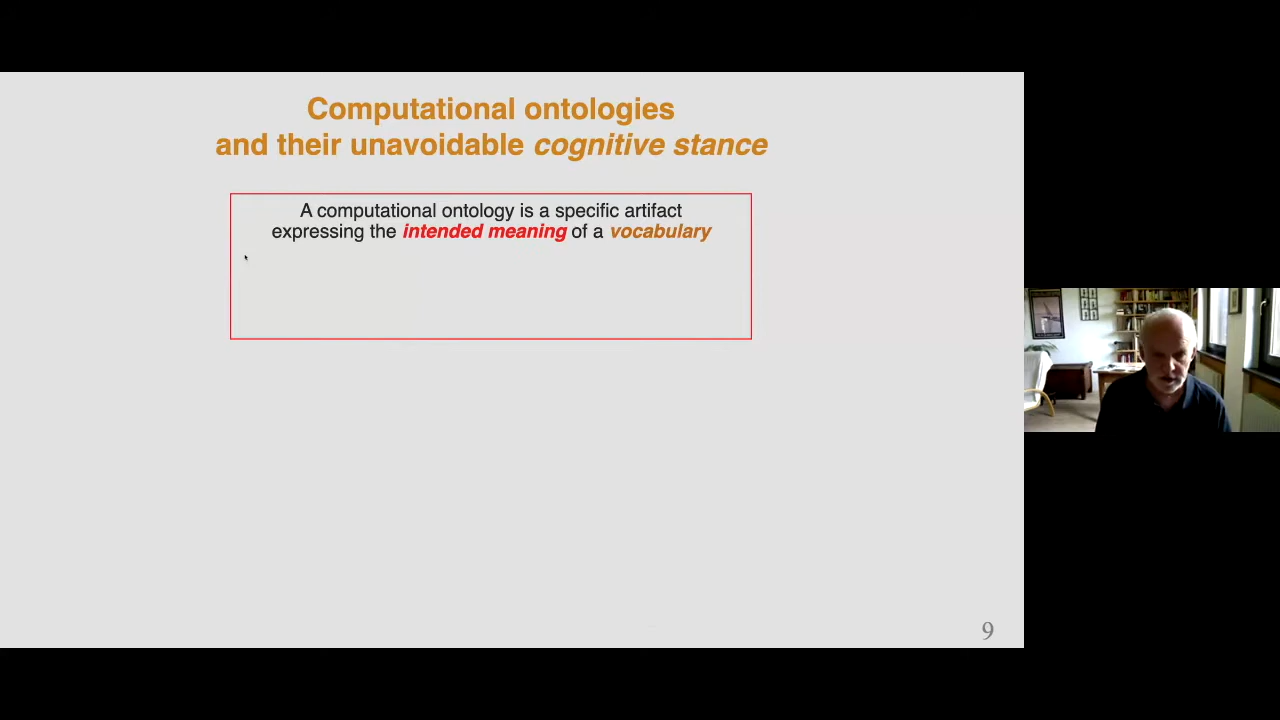 Computational ontologies
and their unavoidable cognitive stance
A computational ontology is a specific artifact
expressing the intended meaning of a vocabulary
9